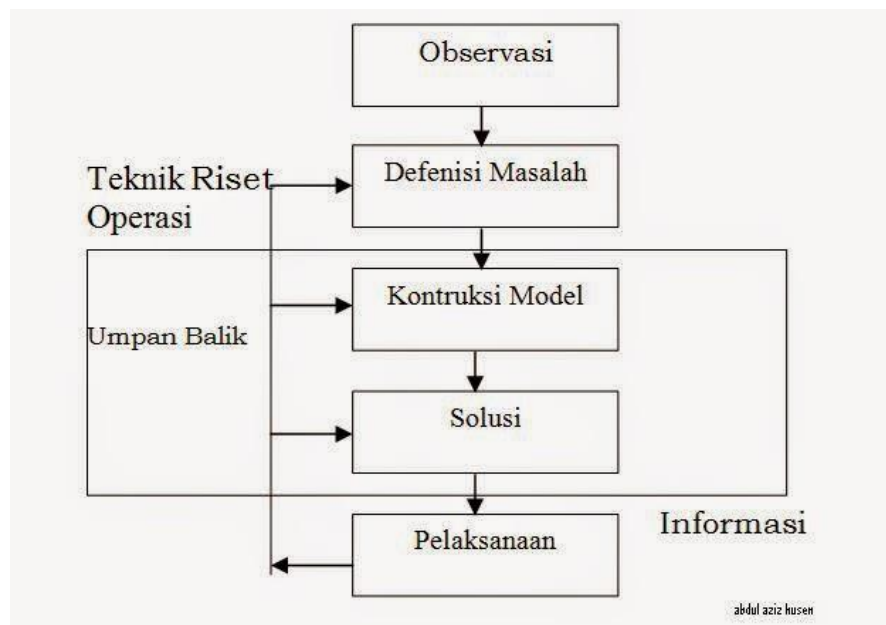 Observasi
Defenisi Masalah
Teknik Riset
Operasi
Kontruksi Model
Umpan Balik
Solusi
Informasi
Pelaksanaan
abdul aziz husen